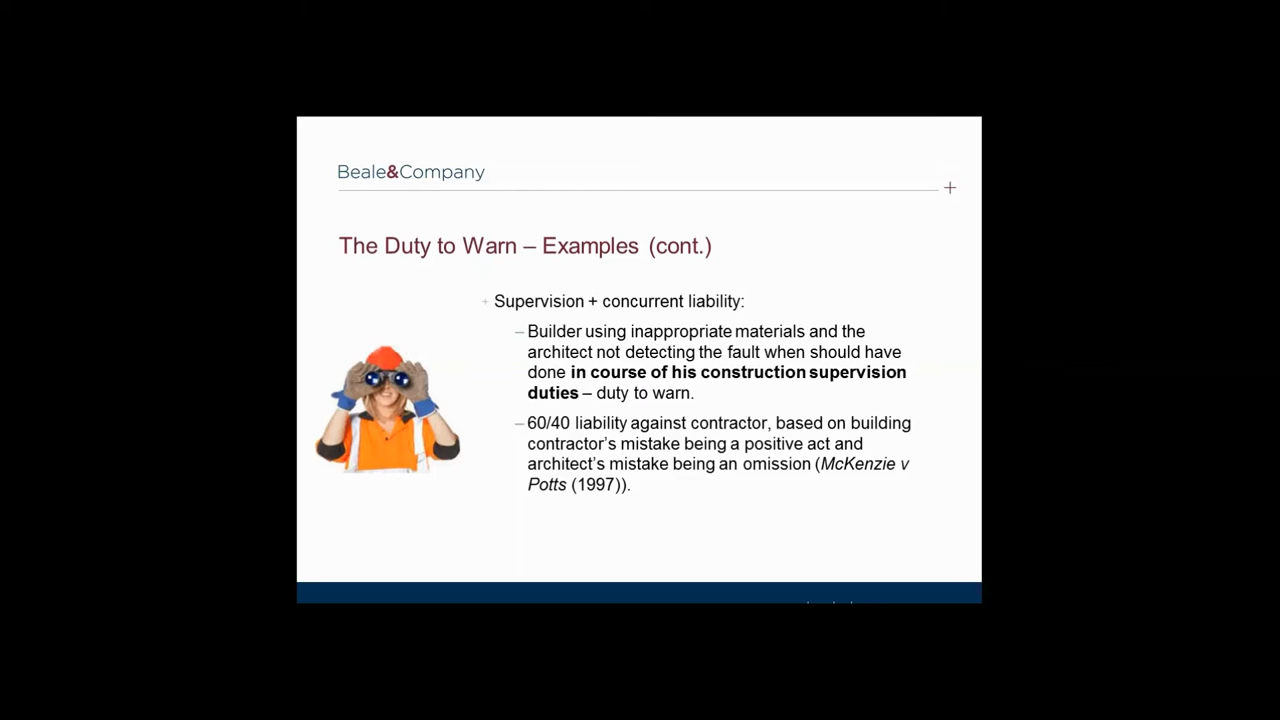 Beale&Company
The Duty to Warn – Examples (cont.)
+ Supervision + concurrent liability:
– Builder using inappropriate materials and the
architect not detecting the fault when should have
done in course of his construction supervision
duties – duty to warn.
– 60/40 liability against contractor, based on building
contractor's mistake being a positive act and
architect's mistake being an omission (McKenzie v
Potts (1997)).